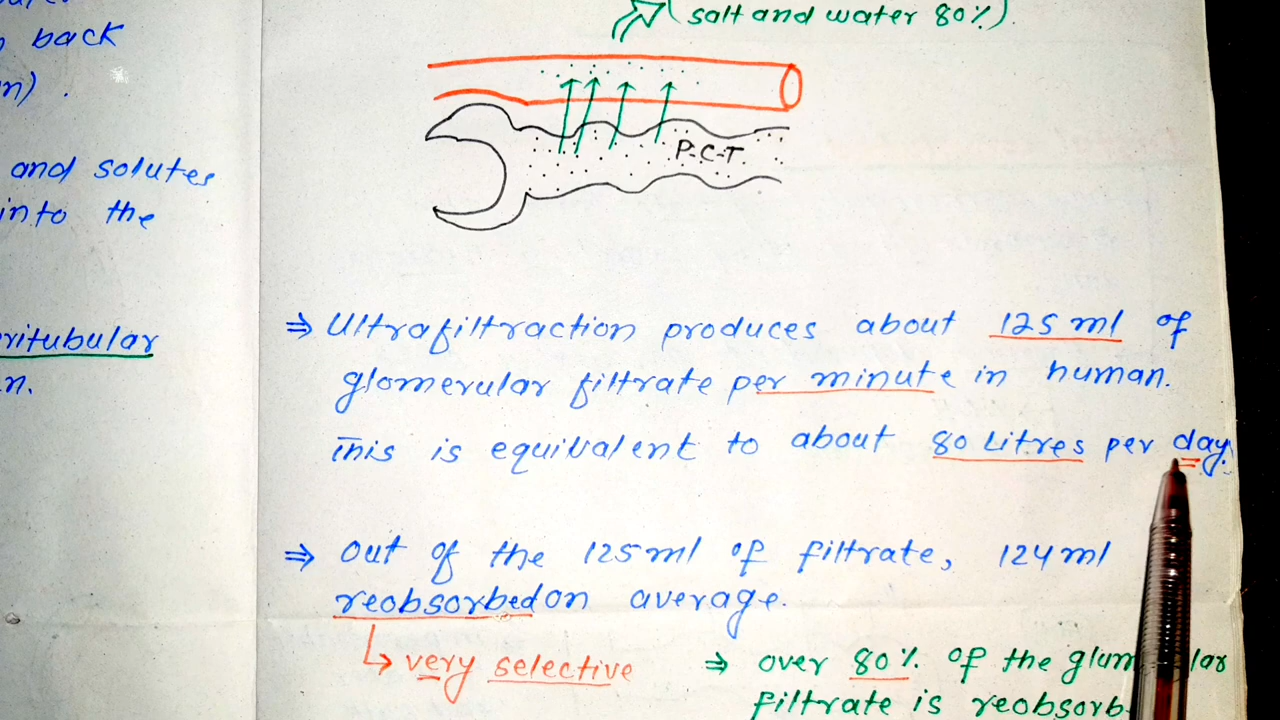 back
and solutes
into the
ritubular
salt and water 80%).
P.C.T.
⇒ Ultrafiltraction produces about 125 ml of
glomerular filtrate per minute in human.
This is equivalent to about 80 Litres per day.
⇒ out of the 125 ml of filtrate, 124 ml
reobsorbed on average.
↳ very selective
⇒ over 80% of the glum lar
filtrate is reobsorb